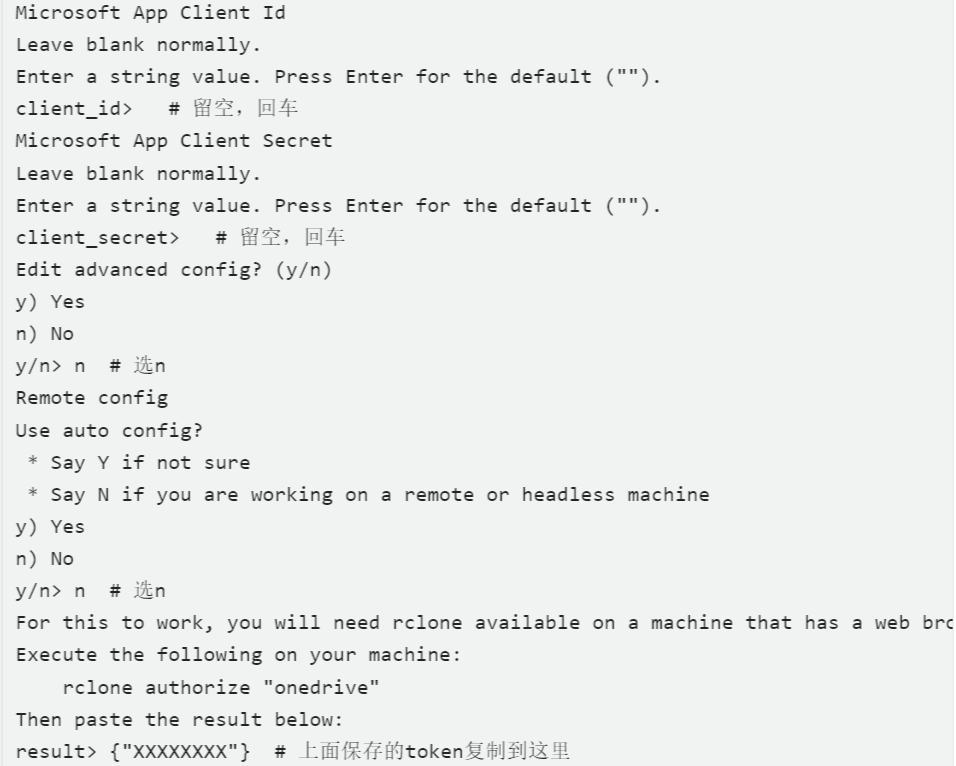 Microsoft App Client Id
Leave blank normally.
Enter a string value. Press Enter for the default ("").
client_id>   # 留空，回车
Microsoft App Client Secret
Leave blank normally.
Enter a string value. Press Enter for the default ("").
client_secret>   # 留空，回车
Edit advanced config? (y/n)
y) Yes
n) No
y/n> n  # 选n
Remote config
Use auto config?
 * Say Y if not sure
 * Say N if you are working on a remote or headless machine
y) Yes
n) No
y/n> n  # 选n
For this to work, you will need rclone available on a machine that has a web
Execute the following on your machine:
    rclone authorize "onedrive"
Then paste the result below:
result> {"XXXXXXXX"}  # 上面保存的token复制到这里